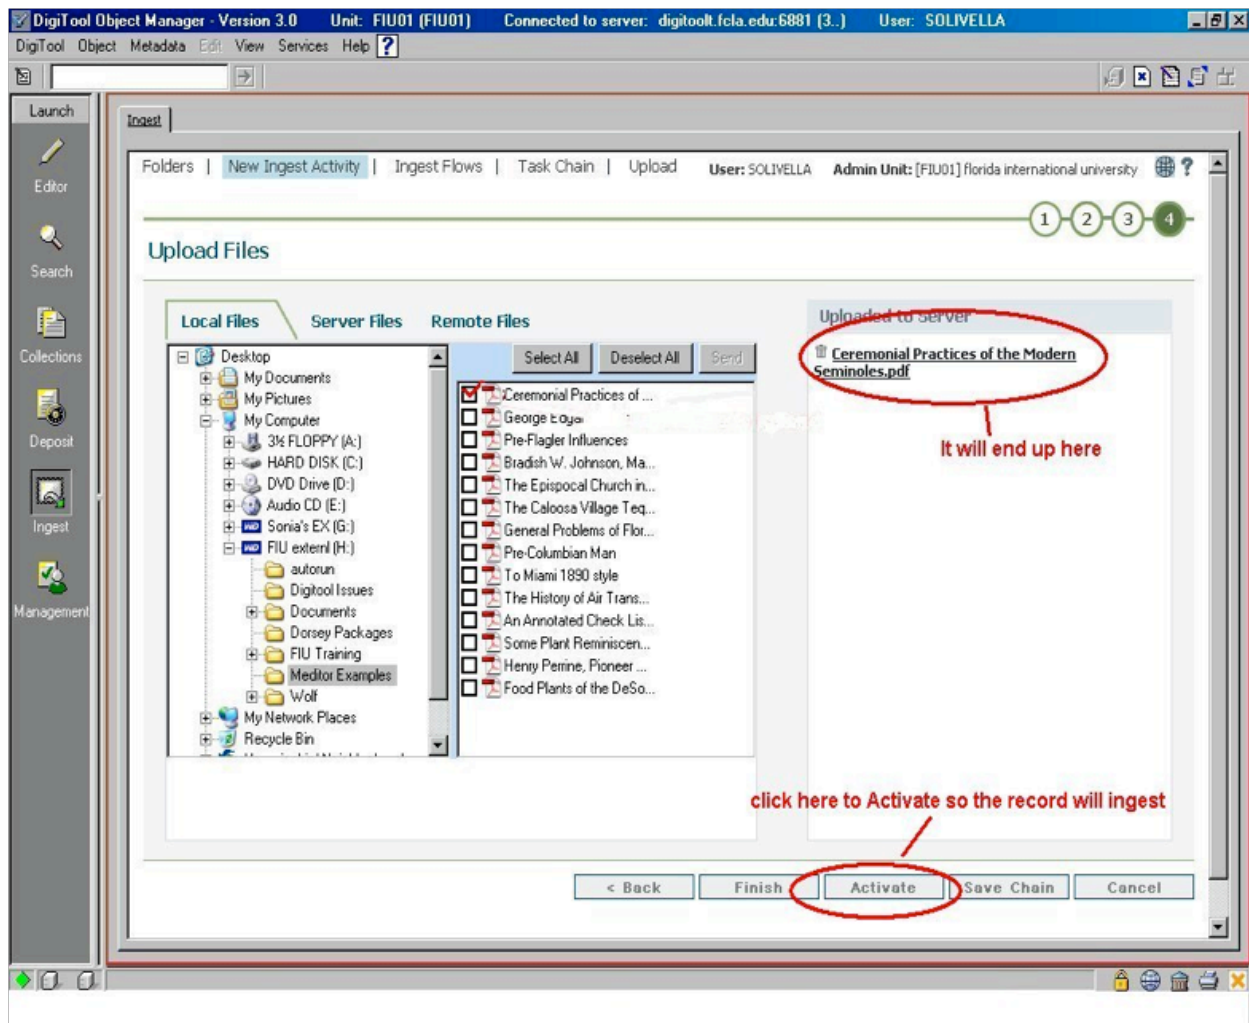 DigiTool Object Manager - Version 3.0 Unit: FIU01 (FIU01) Connected to server: digitoolt.fcla.edu:6881 (3..) User: SOLIVELLA
DigiTool Object Metadata Edit View Services Help ?
Launch
Editor
Search
Collections
Deposit
Ingest
Management
Ingest
Folders | New Ingest Activity | Ingest Flows | Task Chain | Upload User: SOLIVELLA Admin Unit: [FIU01] florida international university ?
1 2 3 4
Upload Files
Local Files Server Files Remote Files
Desktop
My Documents
My Pictures
My Computer
3½ FLOPPY (A:)
HARD DISK (C:)
DVD Drive (D:)
Audio CD (E:)
Sonia's EX (G:)
FIU externl (H:)
autorun
Digitool Issues
Documents
Dorsey Packages
FIU Training
Meditor Examples
Wolf
My Network Places
Recycle Bin
Select All Deselect All Send
Ceremonial Practices of ...
George Edgar
Pre-Flagler Influences
Bradish W. Johnson, Ma...
The Epispocal Church in...
The Caloosa Village Teq...
General Problems of Flor...
Pre-Columbian Man
To Miami 1890 style
The History of Air Trans...
An Annotated Check Lis...
Some Plant Reminiscen...
Henry Perrine, Pioneer ...
Food Plants of the DeSo...
Uploaded to Server
Ceremonial Practices of the Modern
Seminoles.pdf
It will end up here
click here to Activate so the record will ingest
< Back Finish Activate Save Chain Cancel